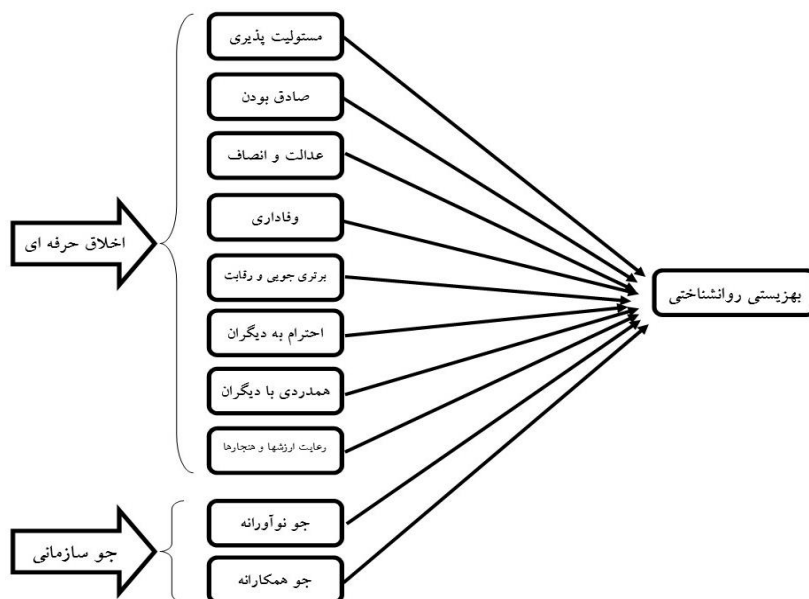 اخلاق حرفه ای
مسئولیت پذیری
صادق بودن
عدالت و انصاف
وفاداری
برتری جویی و رقابت
احترام به دیگران
همدردی با دیگران
رعایت ارزشها و هنجارها
جو سازمانی
جو نوآورانه
جو همکارانه
بهزیستی روانشناختی